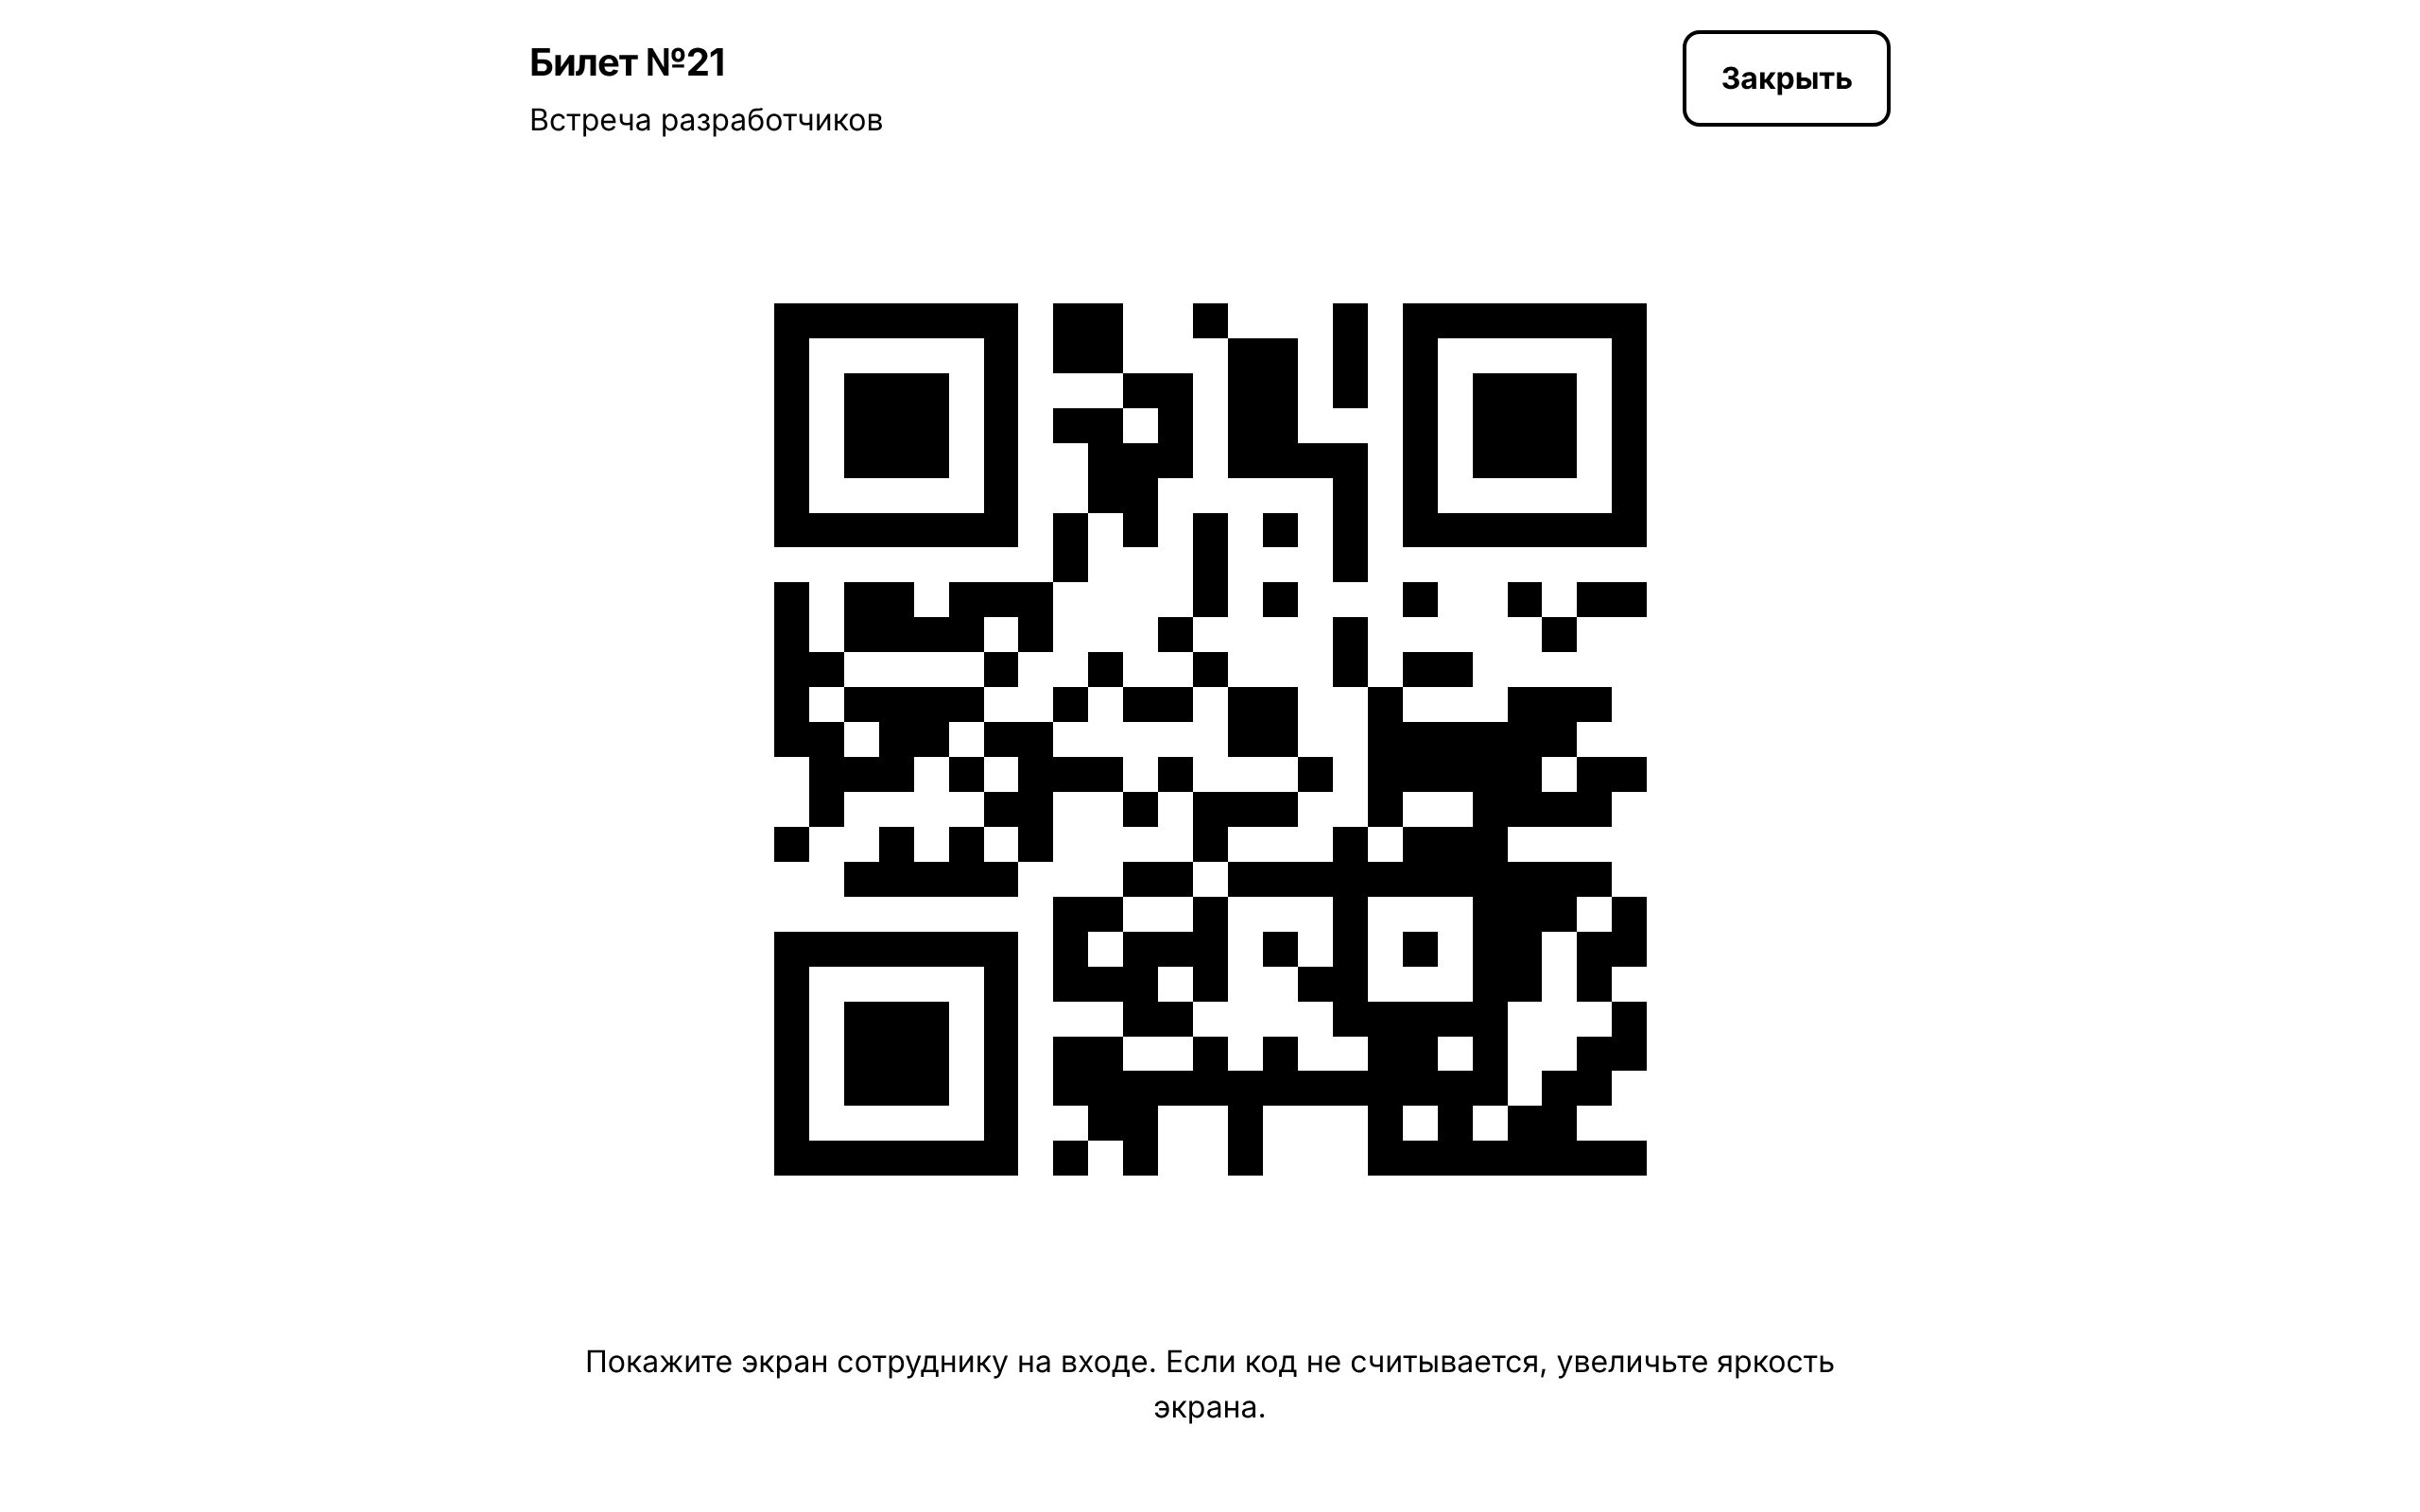 Билет №21
Встреча разработчиков
Закрыть
Покажите экран сотруднику на входе. Если код не считывается, увеличьте яркость
экрана.